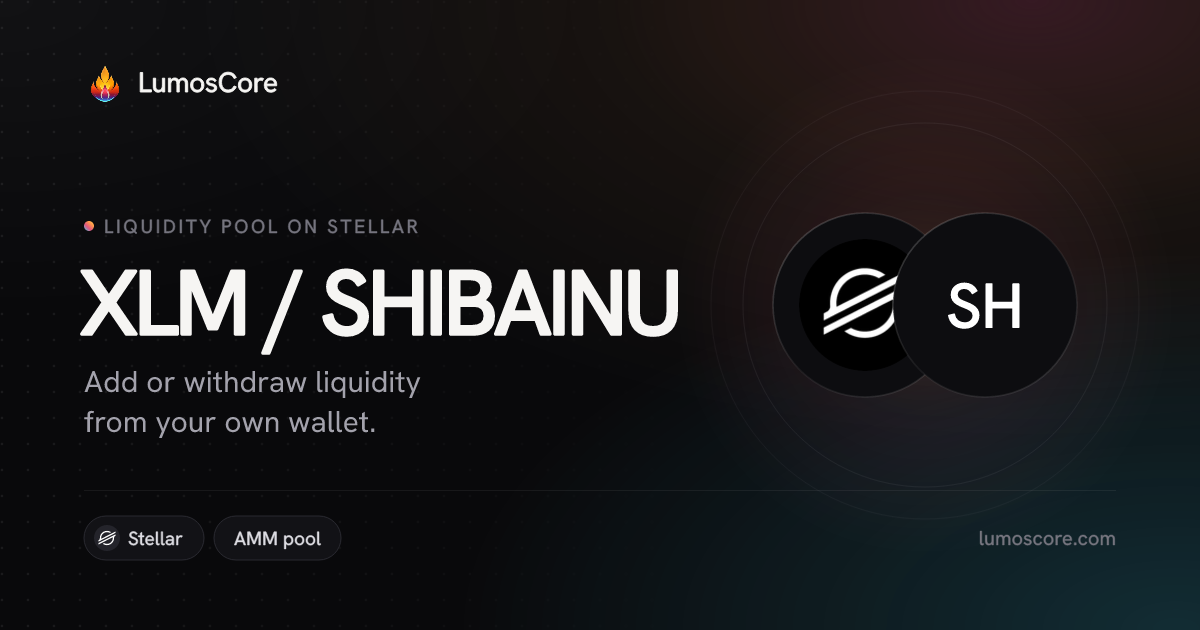 LumosCore
LIQUIDITY POOL ON STELLAR
XLM / SHIBAINU
SH
Add or withdraw liquidity
from your own wallet.
Stellar
AMM pool
lumoscore.com